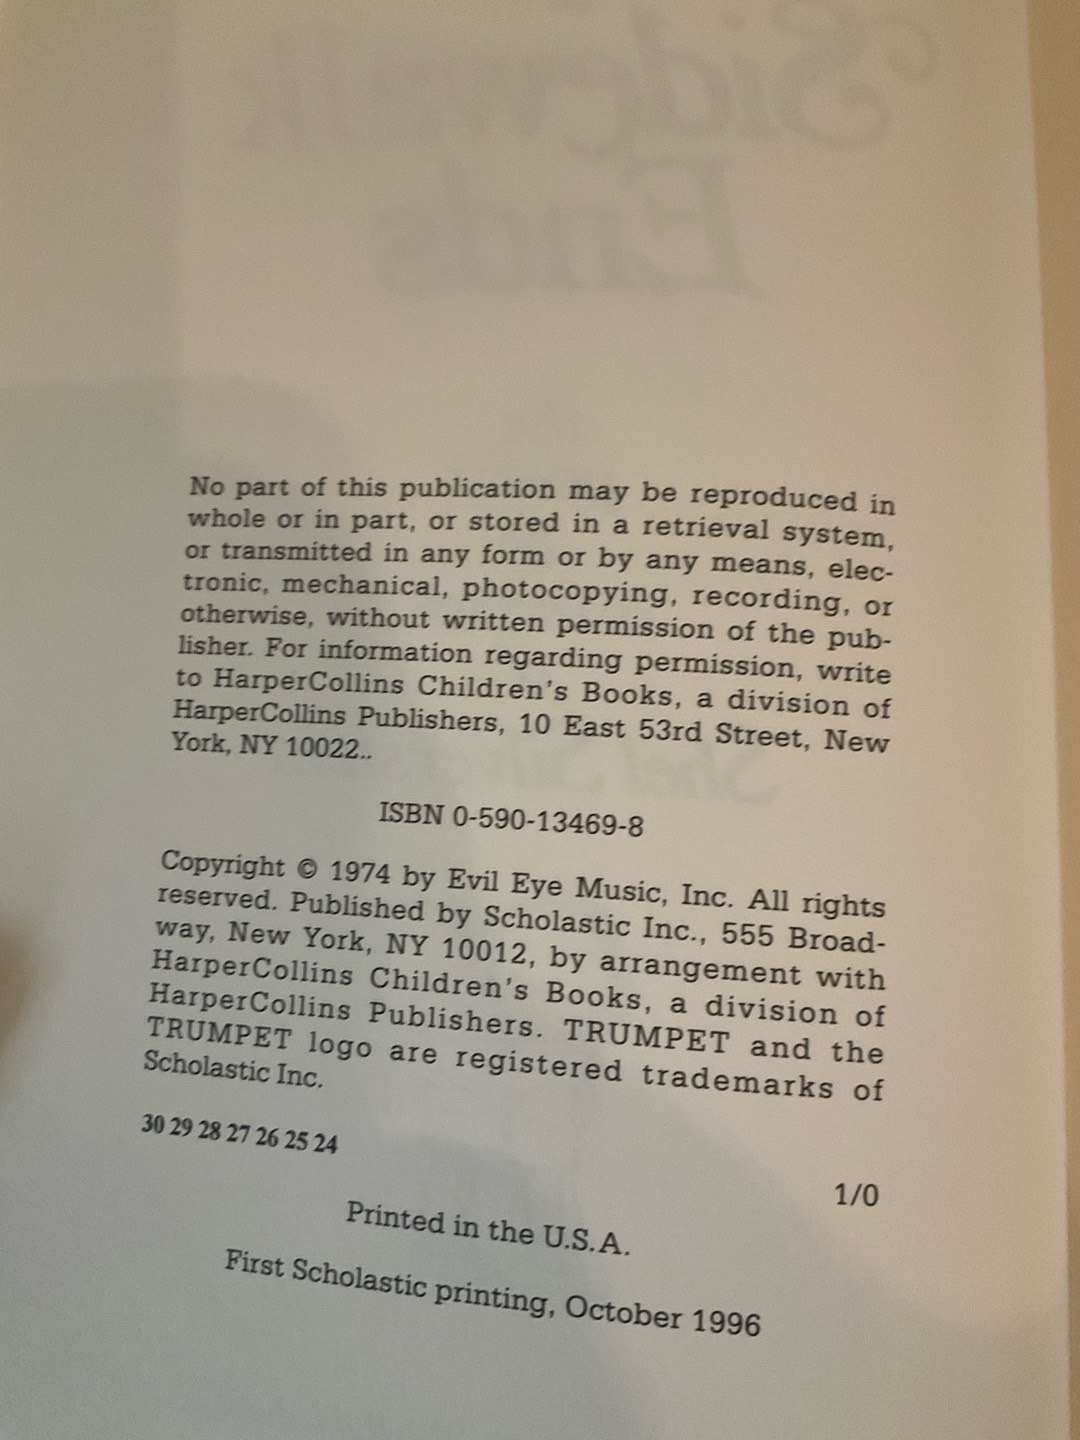 Sidewalk
Ends
No part of this publication may be reproduced in
whole or in part, or stored in a retrieval system,
or transmitted in any form or by any means, elec-
tronic, mechanical, photocopying, recording, or
otherwise, without written permission of the pub-
lisher. For information regarding permission, write
to HarperCollins Children's Books, a division of
HarperCollins Publishers, 10 East 53rd Street, New
York, NY 10022..
ISBN 0-590-13469-8
Copyright © 1974 by Evil Eye Music, Inc. All rights
reserved. Published by Scholastic Inc., 555 Broad-
way, New York, NY 10012, by arrangement with
HarperCollins Children's Books, a division of
HarperCollins Publishers. TRUMPET and the
TRUMPET logo are registered trademarks of
Scholastic Inc.
30 29 28 27 26 25 24
1/0
Printed in the U.S.A.
First Scholastic printing, October 1996